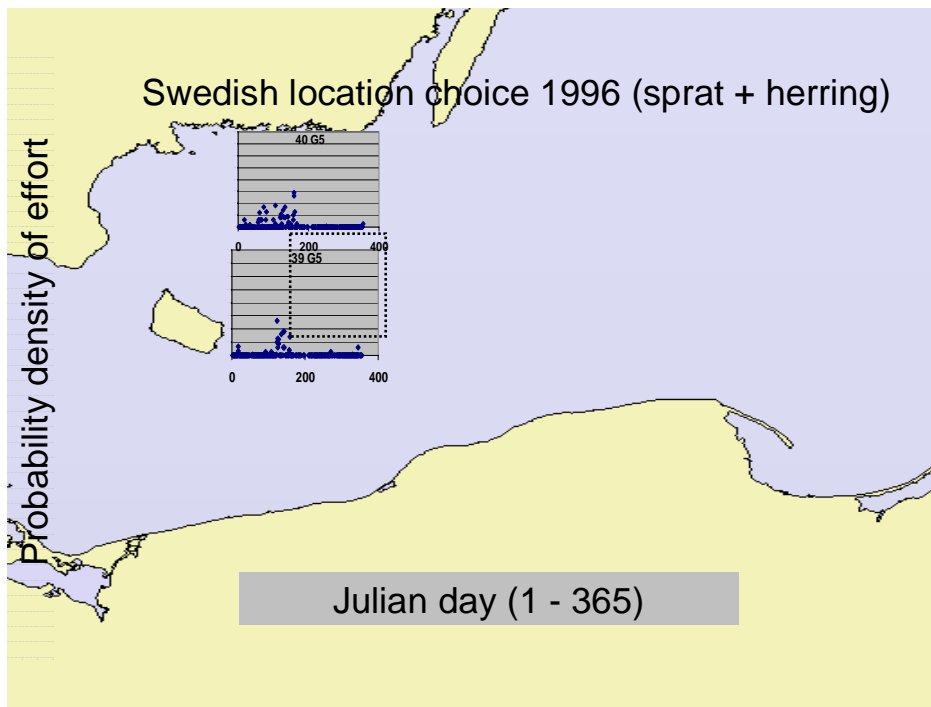 Swedish location choice 1996 (sprat + herring)
Probability density of effort
40 G5
0 200 400
39 G5
0 200 400
Julian day (1 - 365)